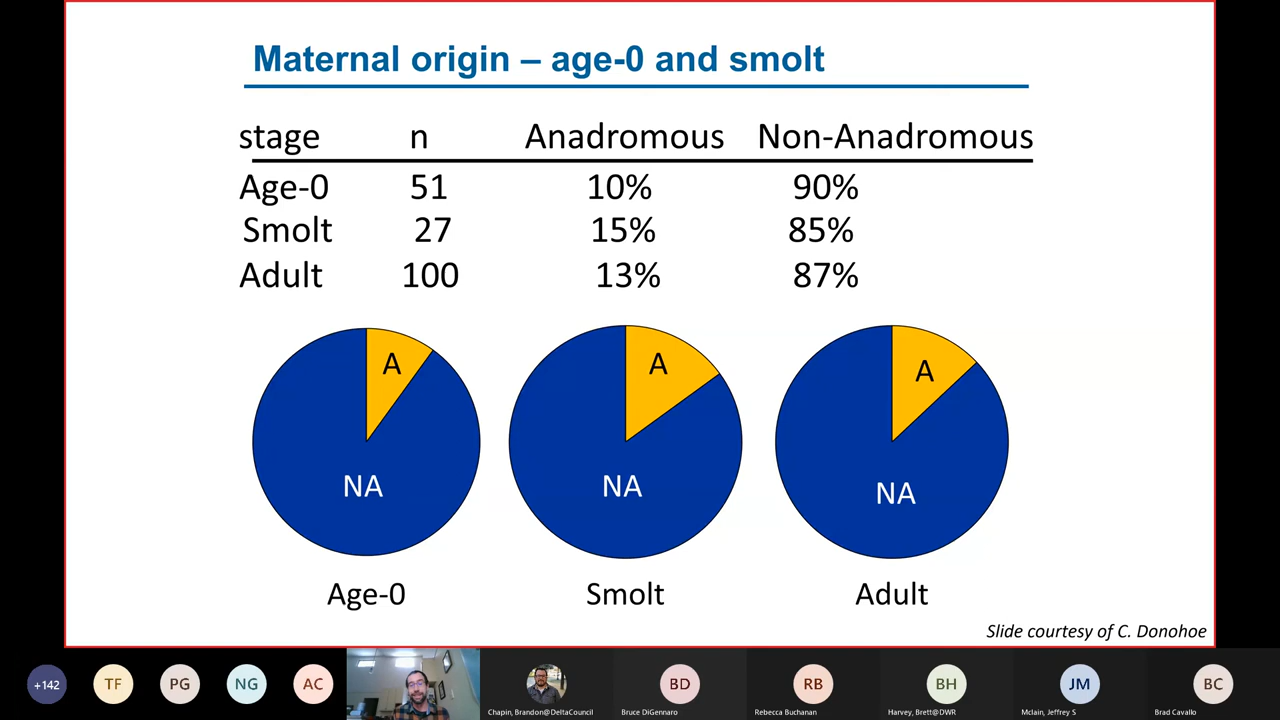 Maternal origin – age-0 and smolt
stage n Anadromous Non-Anadromous
Age-0 51 10% 90%
Smolt 27 15% 85%
Adult 100 13% 87%
A A A
NA NA NA
Age-0 Smolt Adult
Slide courtesy of C. Donohoe
+142 TF PG NG AC BD RB BH JM BC
Chapin, Brandon@DeltaCouncil Bruce DiGennaro Rebecca Buchanan Harvey, Brett@DWR Mclain, Jeffrey S Brad Cavallo